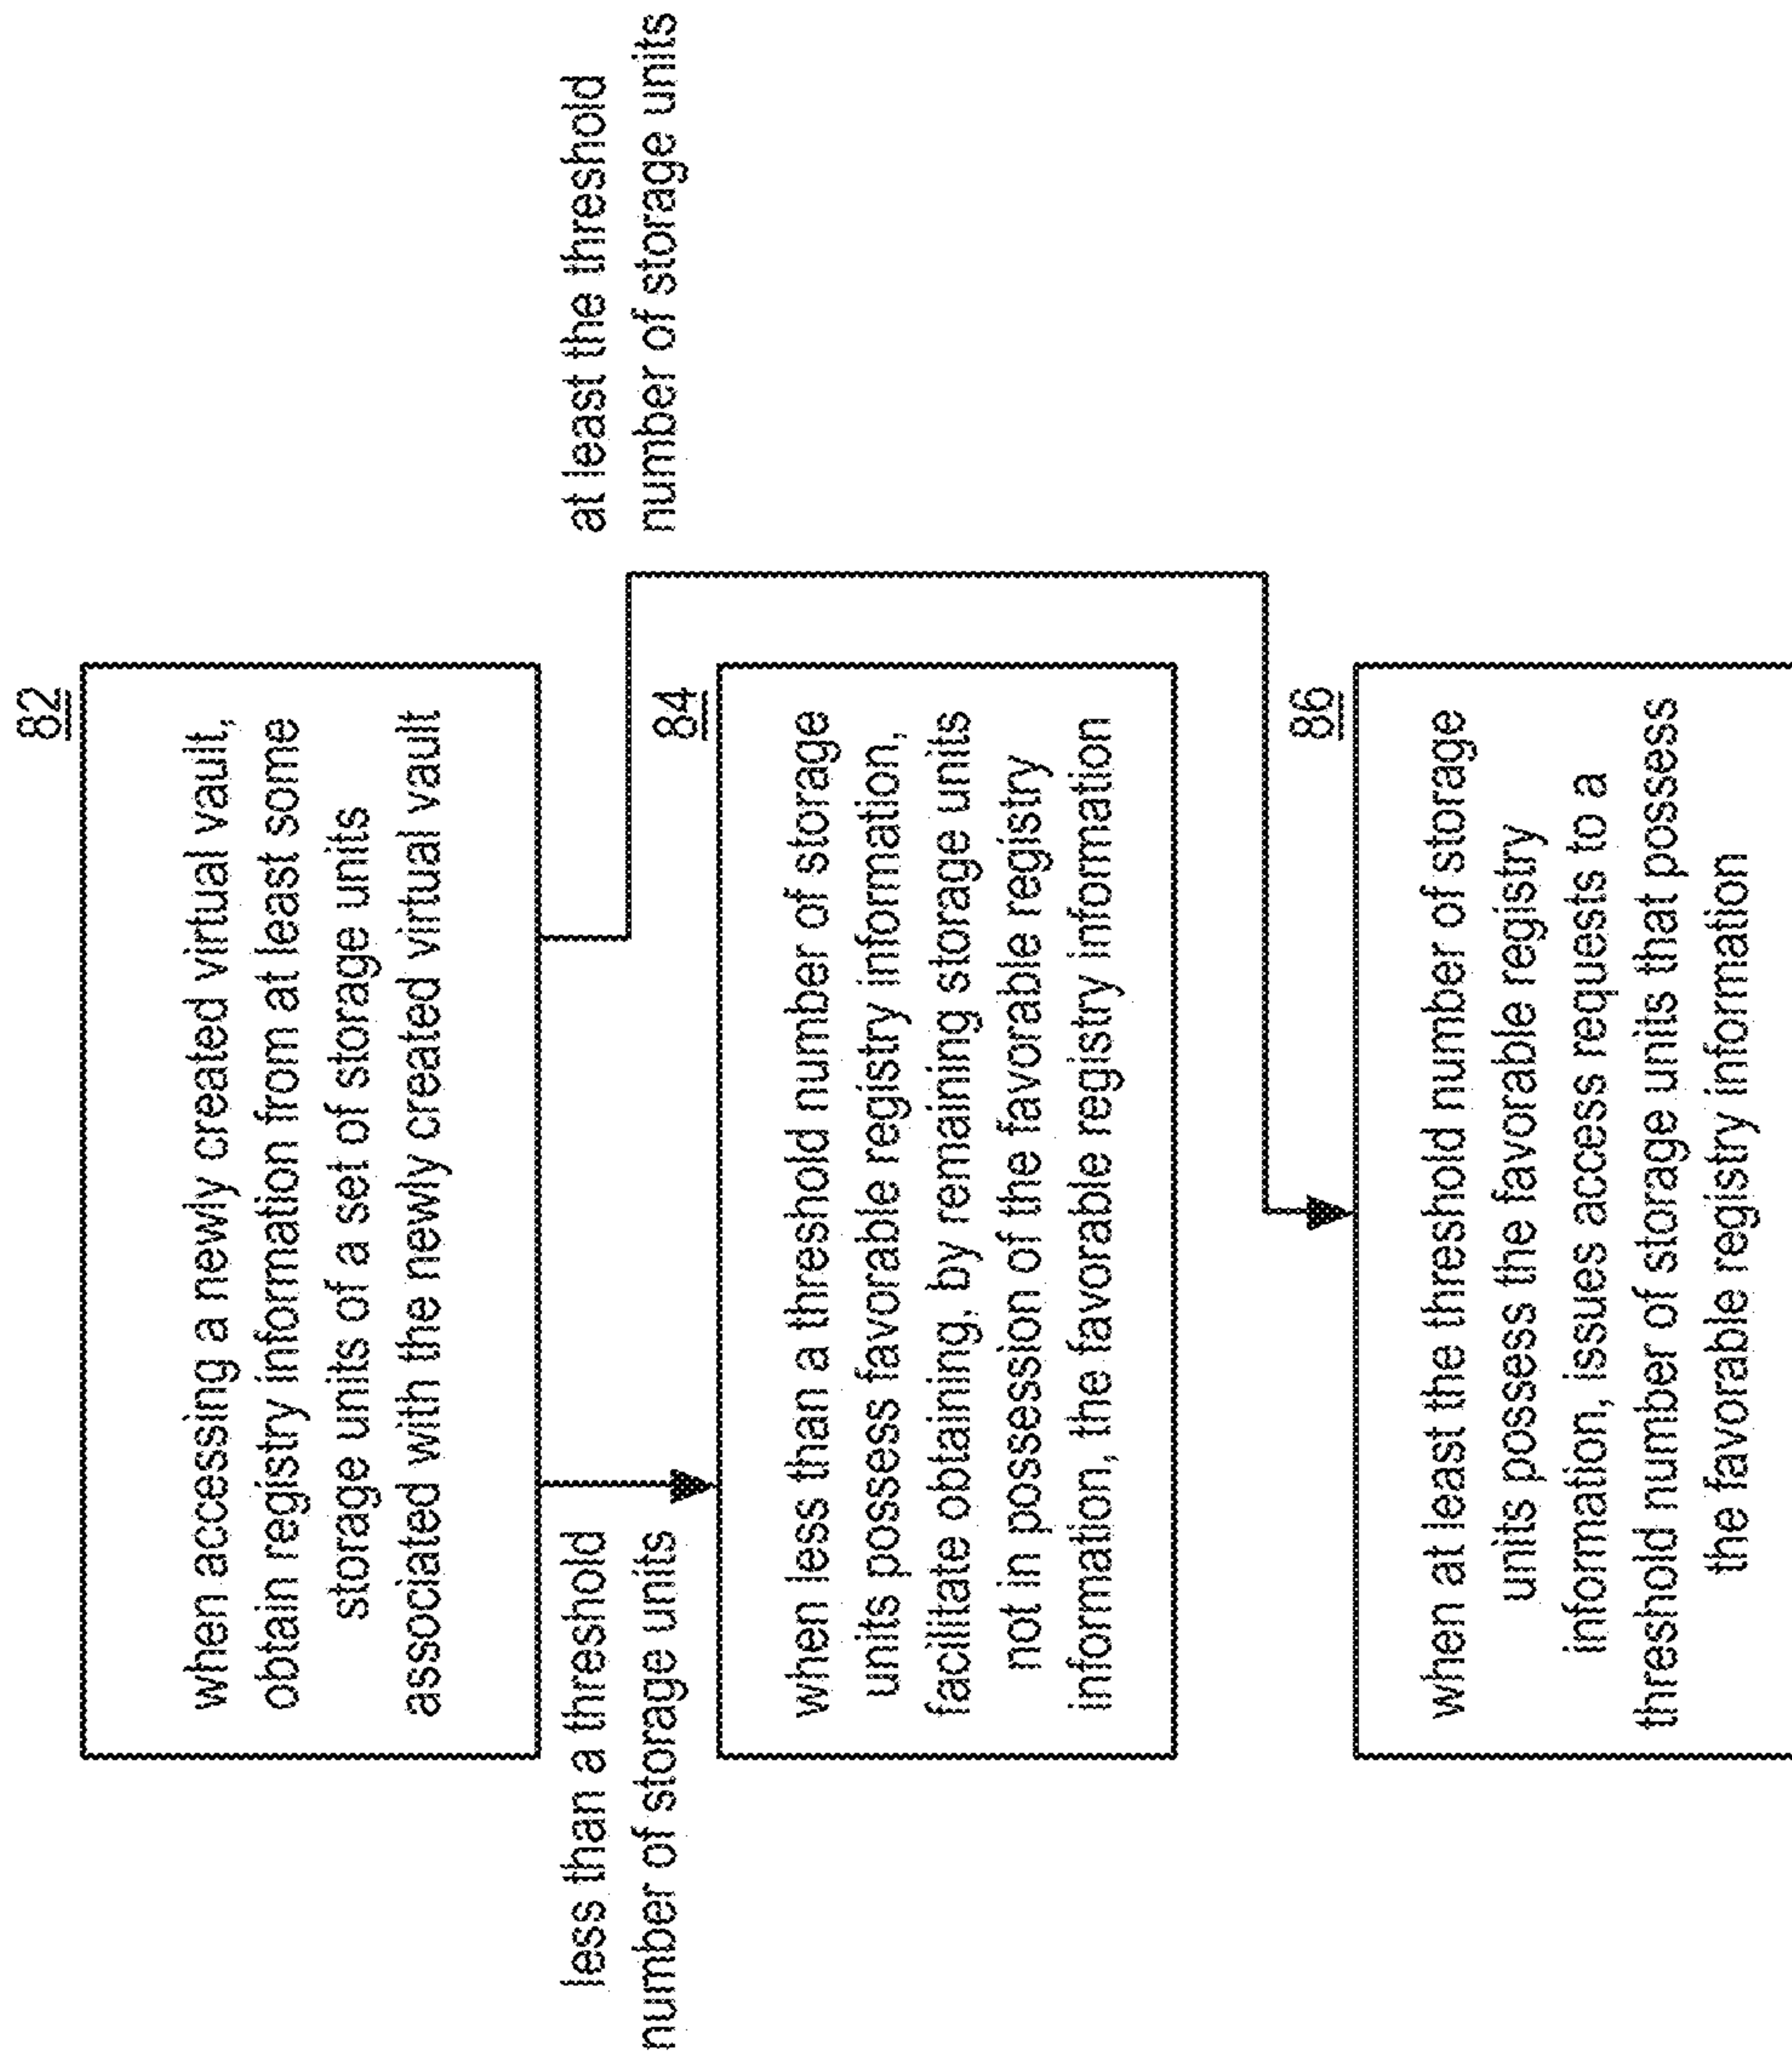 82
when accessing a newly created virtual vault,
obtain registry information from at least some
storage units of a set of storage units
associated with the newly created virtual vault
less than a threshold
number of storage units
at least the threshold
number of storage units
84
when less than a threshold number of storage
units possess favorable registry information,
facilitate obtaining, by remaining storage units
not in possession of the favorable registry
information, the favorable registry information
86
when at least the threshold number of storage
units possess the favorable registry
information, issues access requests to a
threshold number of storage units that possess
the favorable registry information